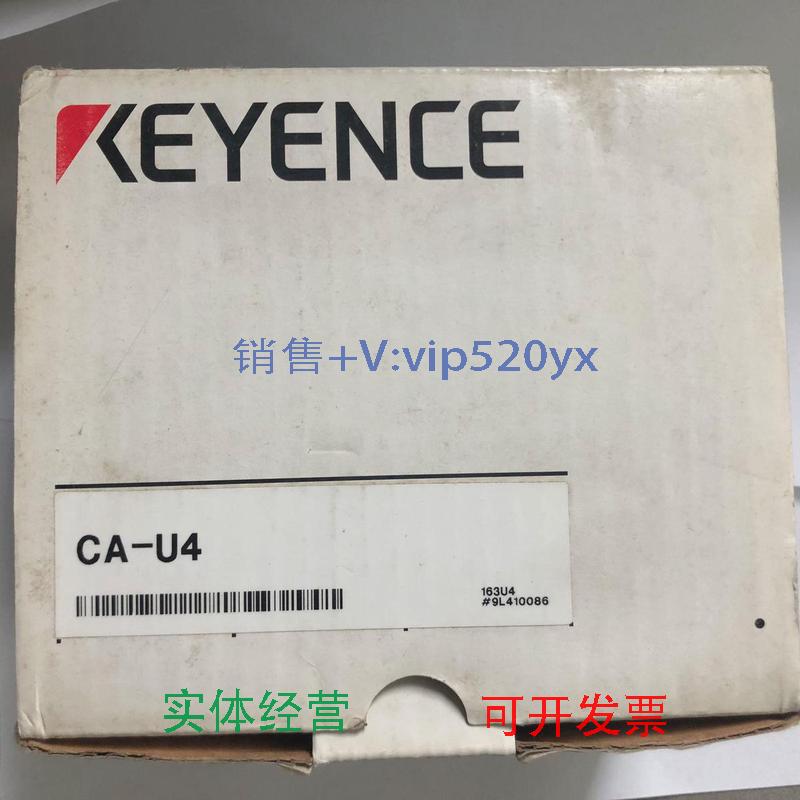 KEYENCE
销售+V:vip520yx
CA-U4
163U4
#9L410086
实体经营
可开发票